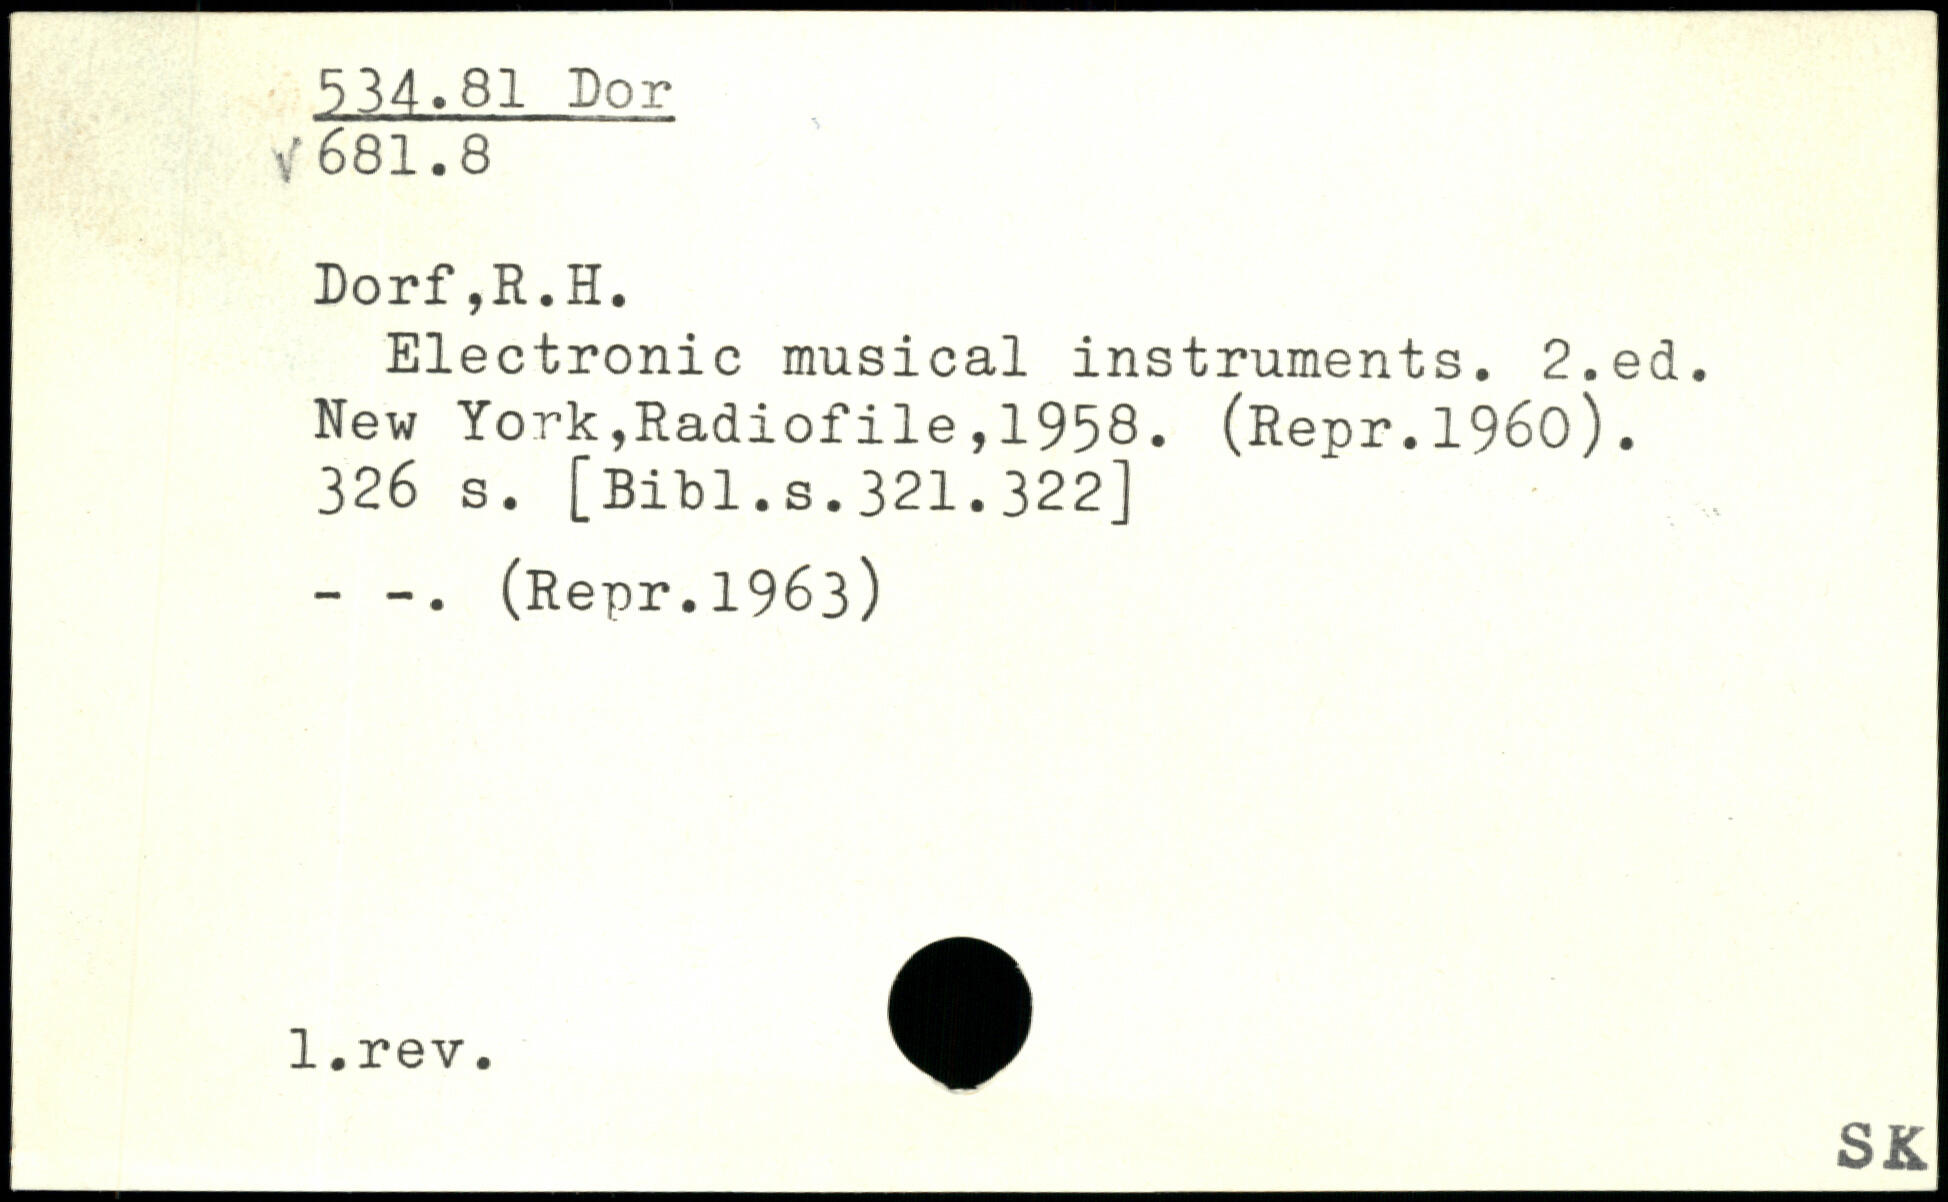 534.81 Dor
√ 681.8
Dorf,R.H.
Electronic musical instruments. 2.ed.
New York,Radiofile,1958. (Repr.1960).
326 s. [Bibl.s.321.322]
- -. (Repr.1963)
1.rev.
SK